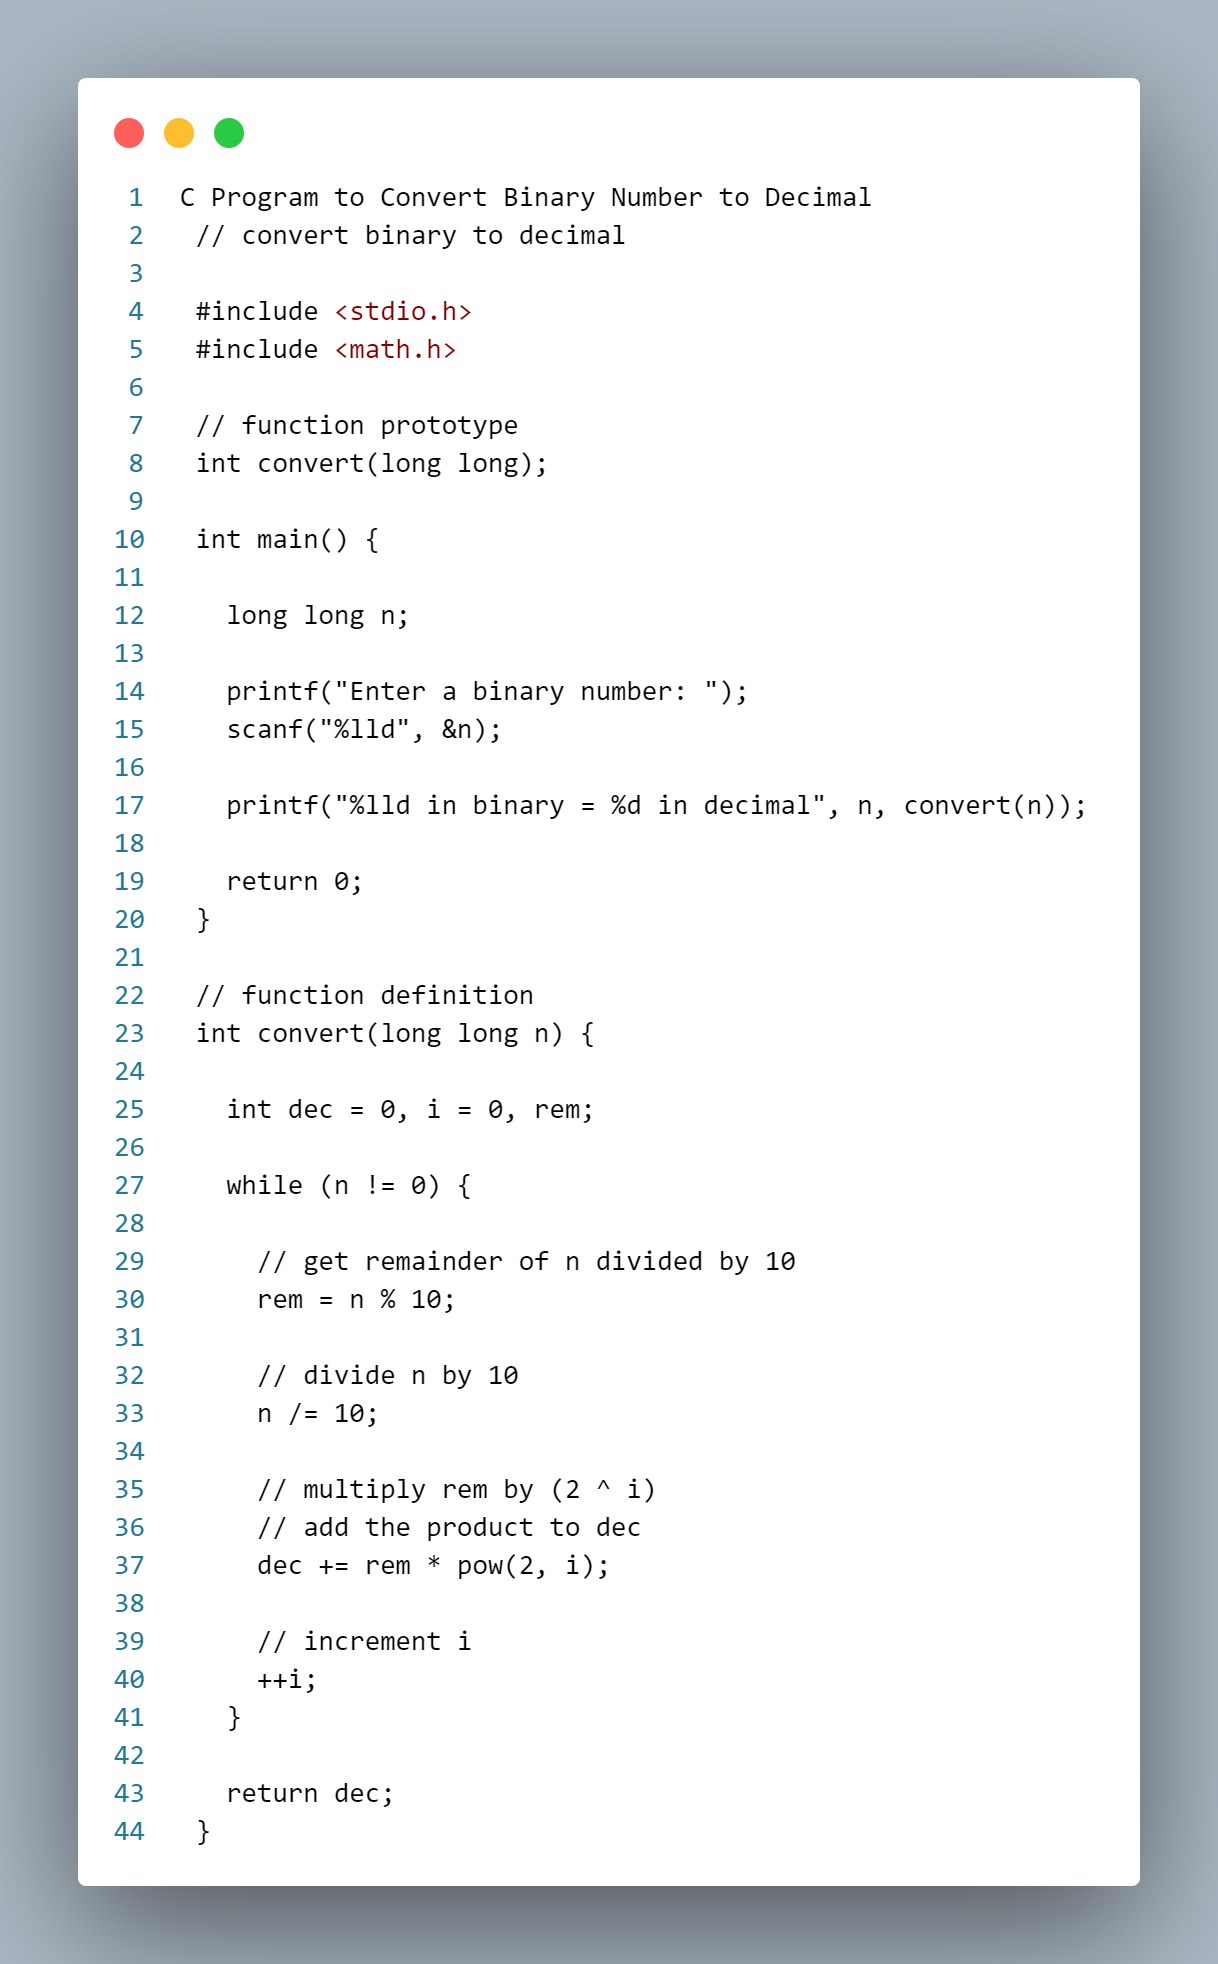 1 C Program to Convert Binary Number to Decimal
2 // convert binary to decimal
3
4 #include <stdio.h>
5 #include <math.h>
6
7 // function prototype
8 int convert(long long);
9
10 int main() {
11
12 long long n;
13
14 printf("Enter a binary number: ");
15 scanf("%lld", &n);
16
17 printf("%lld in binary = %d in decimal", n, convert(n));
18
19 return 0;
20 }
21
22 // function definition
23 int convert(long long n) {
24
25 int dec = 0, i = 0, rem;
26
27 while (n != 0) {
28
29 // get remainder of n divided by 10
30 rem = n % 10;
31
32 // divide n by 10
33 n /= 10;
34
35 // multiply rem by (2 ^ i)
36 // add the product to dec
37 dec += rem * pow(2, i);
38
39 // increment i
40 ++i;
41 }
42
43 return dec;
44 }